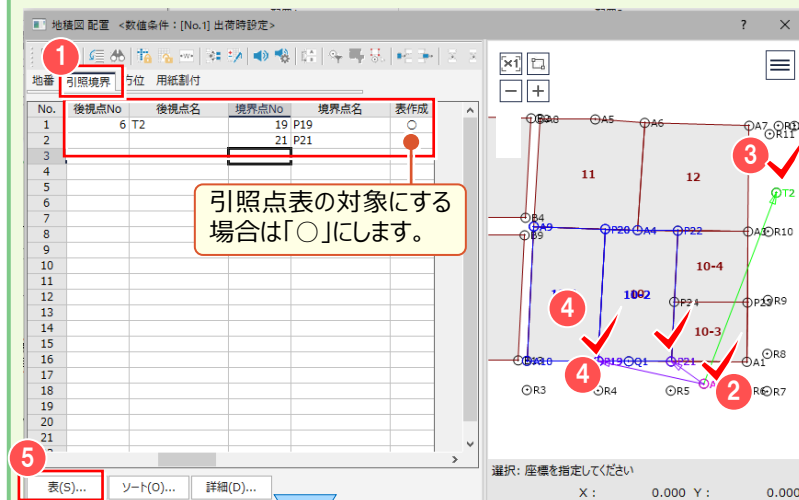 地積図 配置 <数値条件：[No.1] 出荷時設定>
? ×
1
地番 引照境界 方位 用紙割付
No. 後視点No 後視点名 境界点No 境界点名 表作成
1 6 T2 19 P19 ○
2 21 P21
3
4
5
6
7
8
9
10
11
12
13
14
15
16
17
18
19
20
21
引照点表の対象にする
場合は「○」にします。
5
表(S)... ソート(O)... 詳細(D)...
×1
A5 A6 A7
R11
3
11 12
T2
B4
A9 P20 A4 P22 A3 R10
B9
10-4
4 10-2
P24 P23 R9
10-3
R8
A10 P19 Q1 P21 A1
4 2
R3 R4 R5 R6 R7
選択: 座標を指定してください
X : 0.000 Y : 0.000